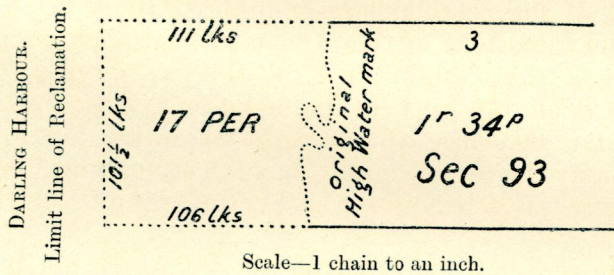 DARLING HARBOUR.
Limit line of Reclamation.
111 lks
101½ lks
17 PER
106 lks
Original
High Water mark
3
1r 34p
Sec 93
Scale—1 chain to an inch.